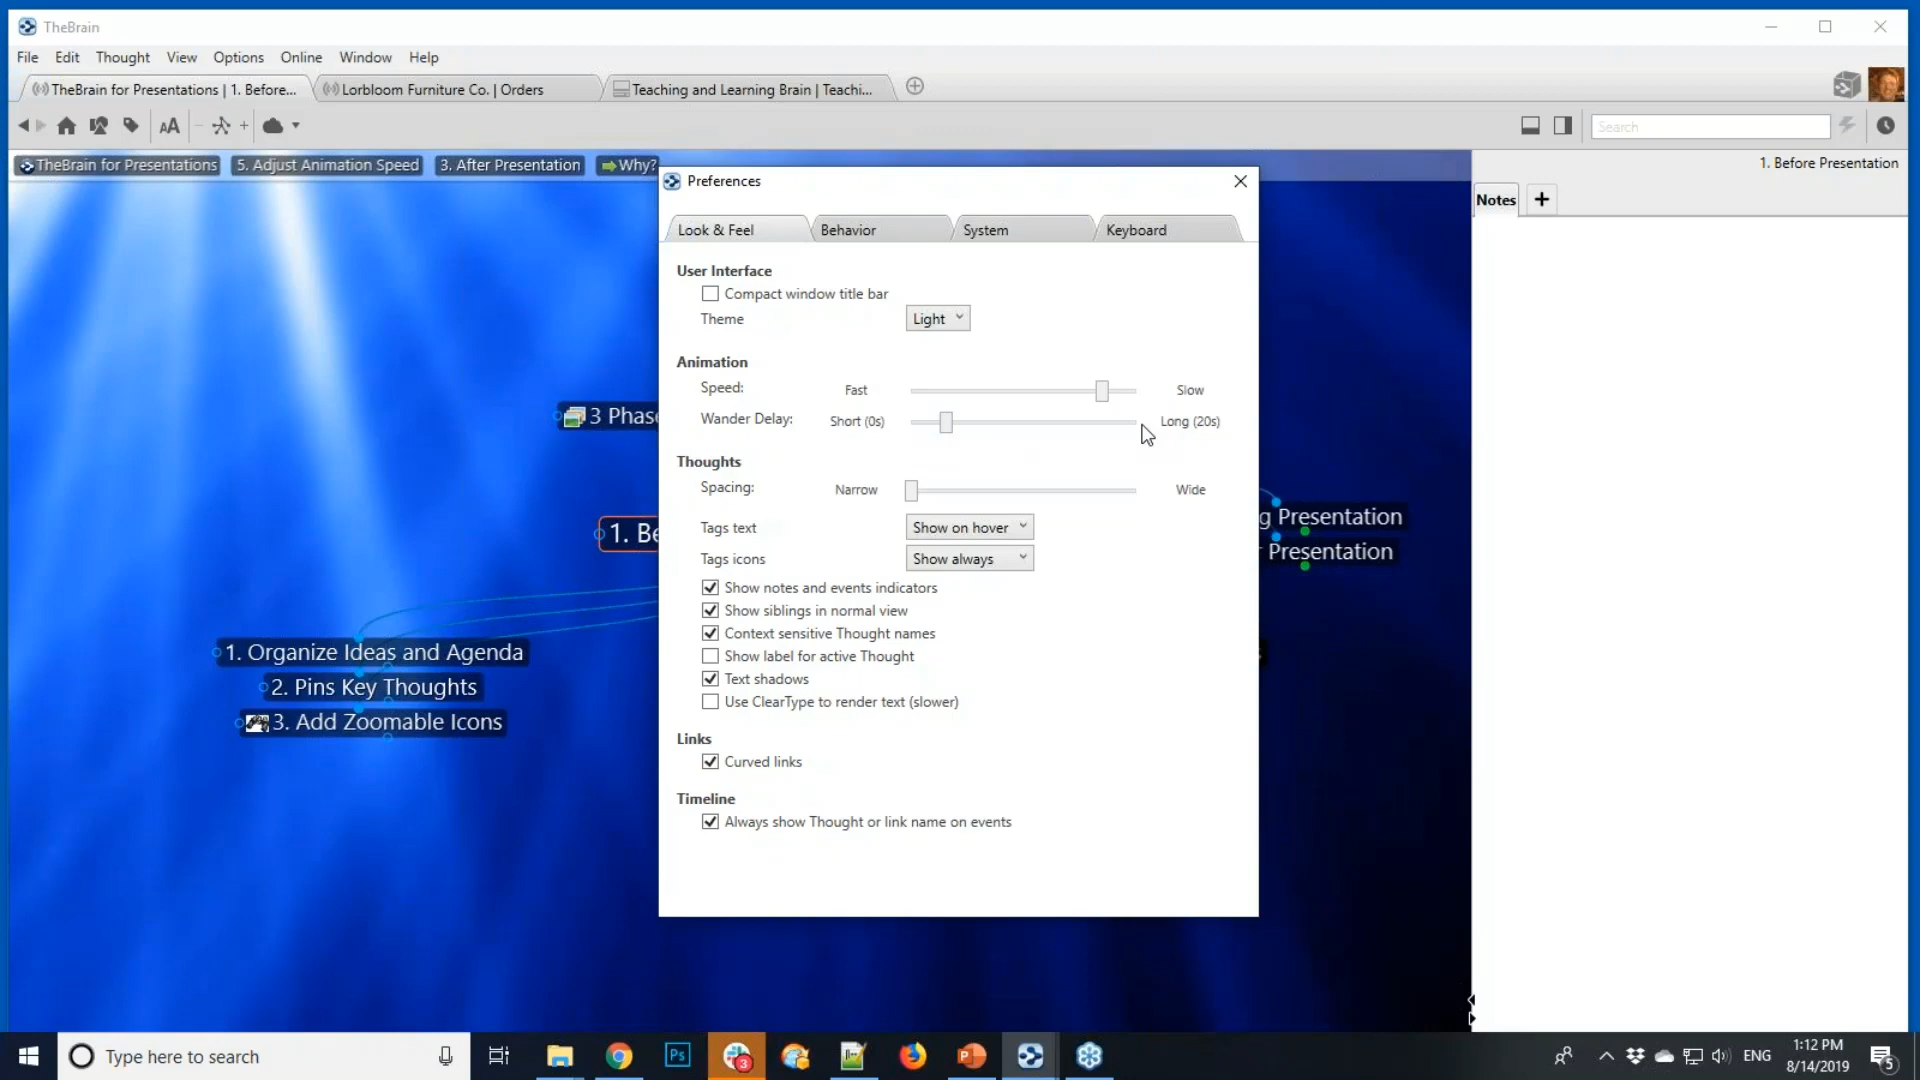 TheBrain
File Edit Thought View Options Online Window Help
TheBrain for Presentations | 1. Before...
Lorbloom Furniture Co. | Orders
Teaching and Learning Brain | Teachi...
AA
Search
TheBrain for Presentations
5. Adjust Animation Speed
3. After Presentation
Why?
1. Before Presentation
Notes
Preferences
Look & Feel
Behavior
System
Keyboard
User Interface
Compact window title bar
Theme Light
Animation
Speed: Fast Slow
Wander Delay: Short (0s) Long (20s)
Thoughts
Spacing: Narrow Wide
Tags text Show on hover
Tags icons Show always
Show notes and events indicators
Show siblings in normal view
Context sensitive Thought names
Show label for active Thought
Text shadows
Use ClearType to render text (slower)
Links
Curved links
Timeline
Always show Thought or link name on events
3 Phase
1. Be
g Presentation
Presentation
1. Organize Ideas and Agenda
2. Pins Key Thoughts
3. Add Zoomable Icons
Type here to search
Ps
3
ENG
1:12 PM
8/14/2019
5